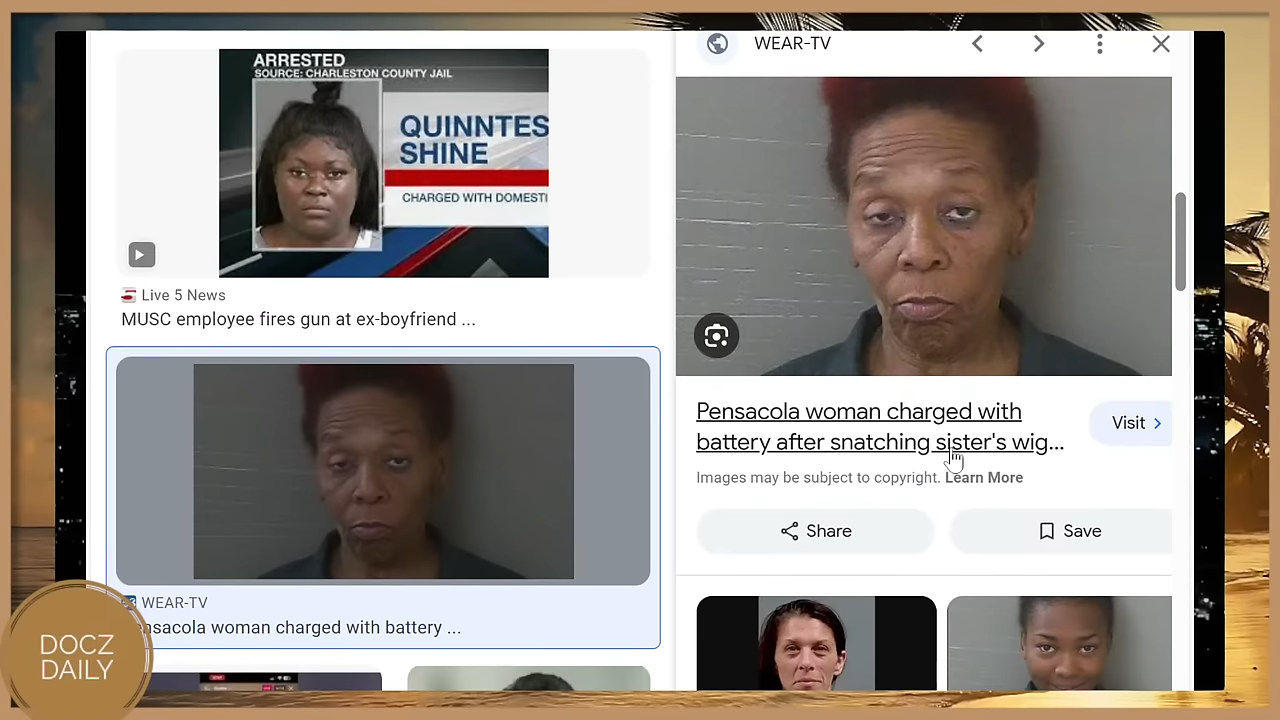 ARRESTED
SOURCE: CHARLESTON COUNTY JAIL
QUINNTES
SHINE
CHARGED WITH DOMESTI
Live 5 News
MUSC employee fires gun at ex-boyfriend ...
WEAR-TV
nsacola woman charged with battery ...
WEAR-TV
Pensacola woman charged with
battery after snatching sister's wig...
Visit
Images may be subject to copyright. Learn More
Share
Save
DOCZ
DAILY